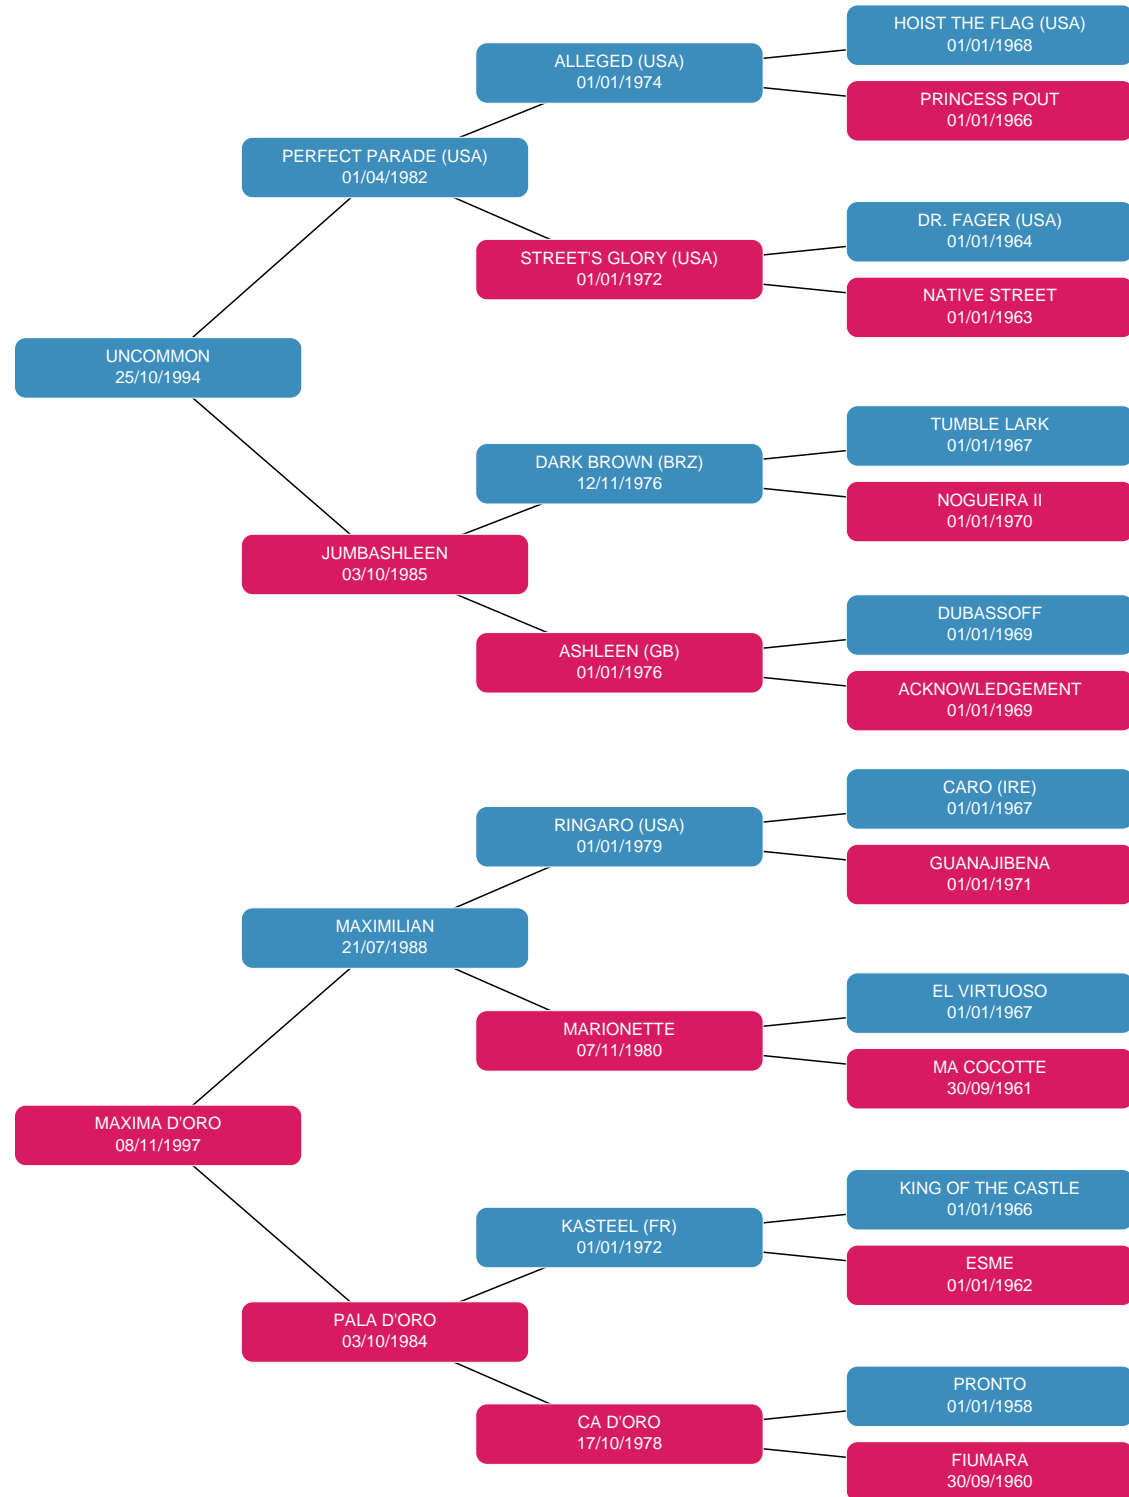 HOIST THE FLAG (USA)
01/01/1968
ALLEGED (USA)
01/01/1974
PRINCESS POUT
01/01/1966
PERFECT PARADE (USA)
01/04/1982
DR. FAGER (USA)
01/01/1964
STREET'S GLORY (USA)
01/01/1972
NATIVE STREET
01/01/1963
UNCOMMON
25/10/1994
TUMBLE LARK
01/01/1967
DARK BROWN (BRZ)
12/11/1976
NOGUEIRA II
01/01/1970
JUMBASHLEEN
03/10/1985
DUBASSOFF
01/01/1969
ASHLEEN (GB)
01/01/1976
ACKNOWLEDGEMENT
01/01/1969
CARO (IRE)
01/01/1967
RINGARO (USA)
01/01/1979
GUANAJIBENA
01/01/1971
MAXIMILIAN
21/07/1988
EL VIRTUOSO
01/01/1967
MARIONETTE
07/11/1980
MA COCOTTE
30/09/1961
MAXIMA D'ORO
08/11/1997
KING OF THE CASTLE
01/01/1966
KASTEEL (FR)
01/01/1972
ESME
01/01/1962
PALA D'ORO
03/10/1984
PRONTO
01/01/1958
CA D'ORO
17/10/1978
FIUMARA
30/09/1960